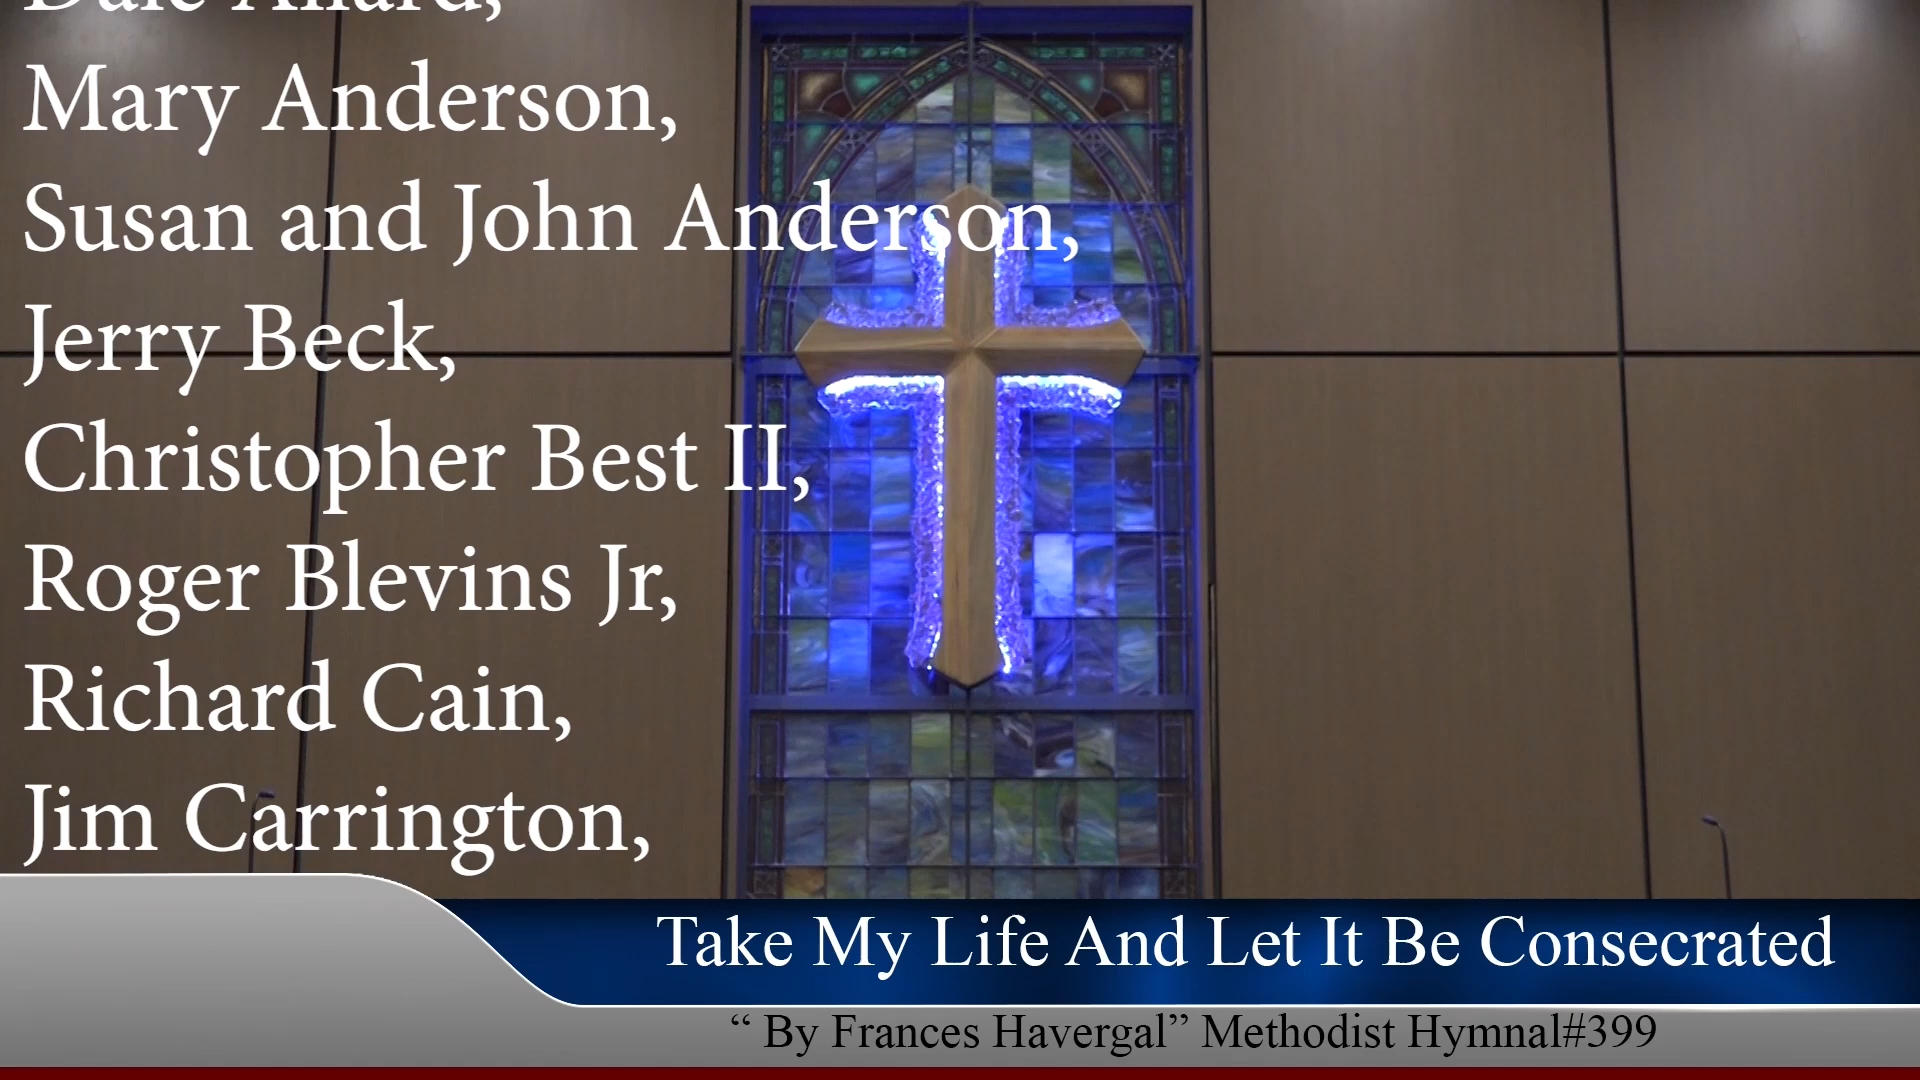 Mary Anderson,
Susan and John Anderson,
Jerry Beck,
Christopher Best II,
Roger Blevins Jr,
Richard Cain,
Jim Carrington,
Take My Life And Let It Be Consecrated
“ By Frances Havergal” Methodist Hymnal#399